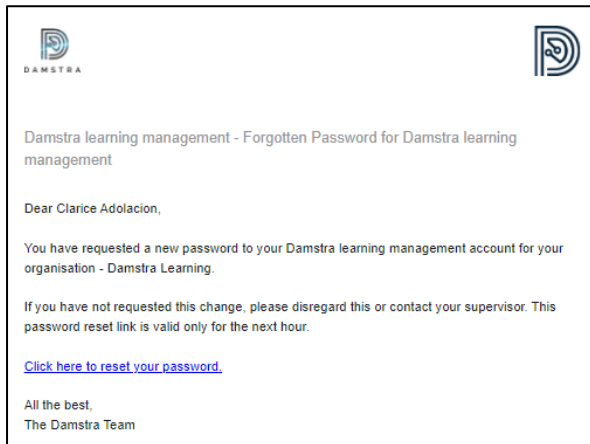 DAMSTRA
Damstra learning management - Forgotten Password for Damstra learning
management
Dear Clarice Adolacion,
You have requested a new password to your Damstra learning management account for your
organisation - Damstra Learning.
If you have not requested this change, please disregard this or contact your supervisor. This
password reset link is valid only for the next hour.
Click here to reset your password.
All the best,
The Damstra Team